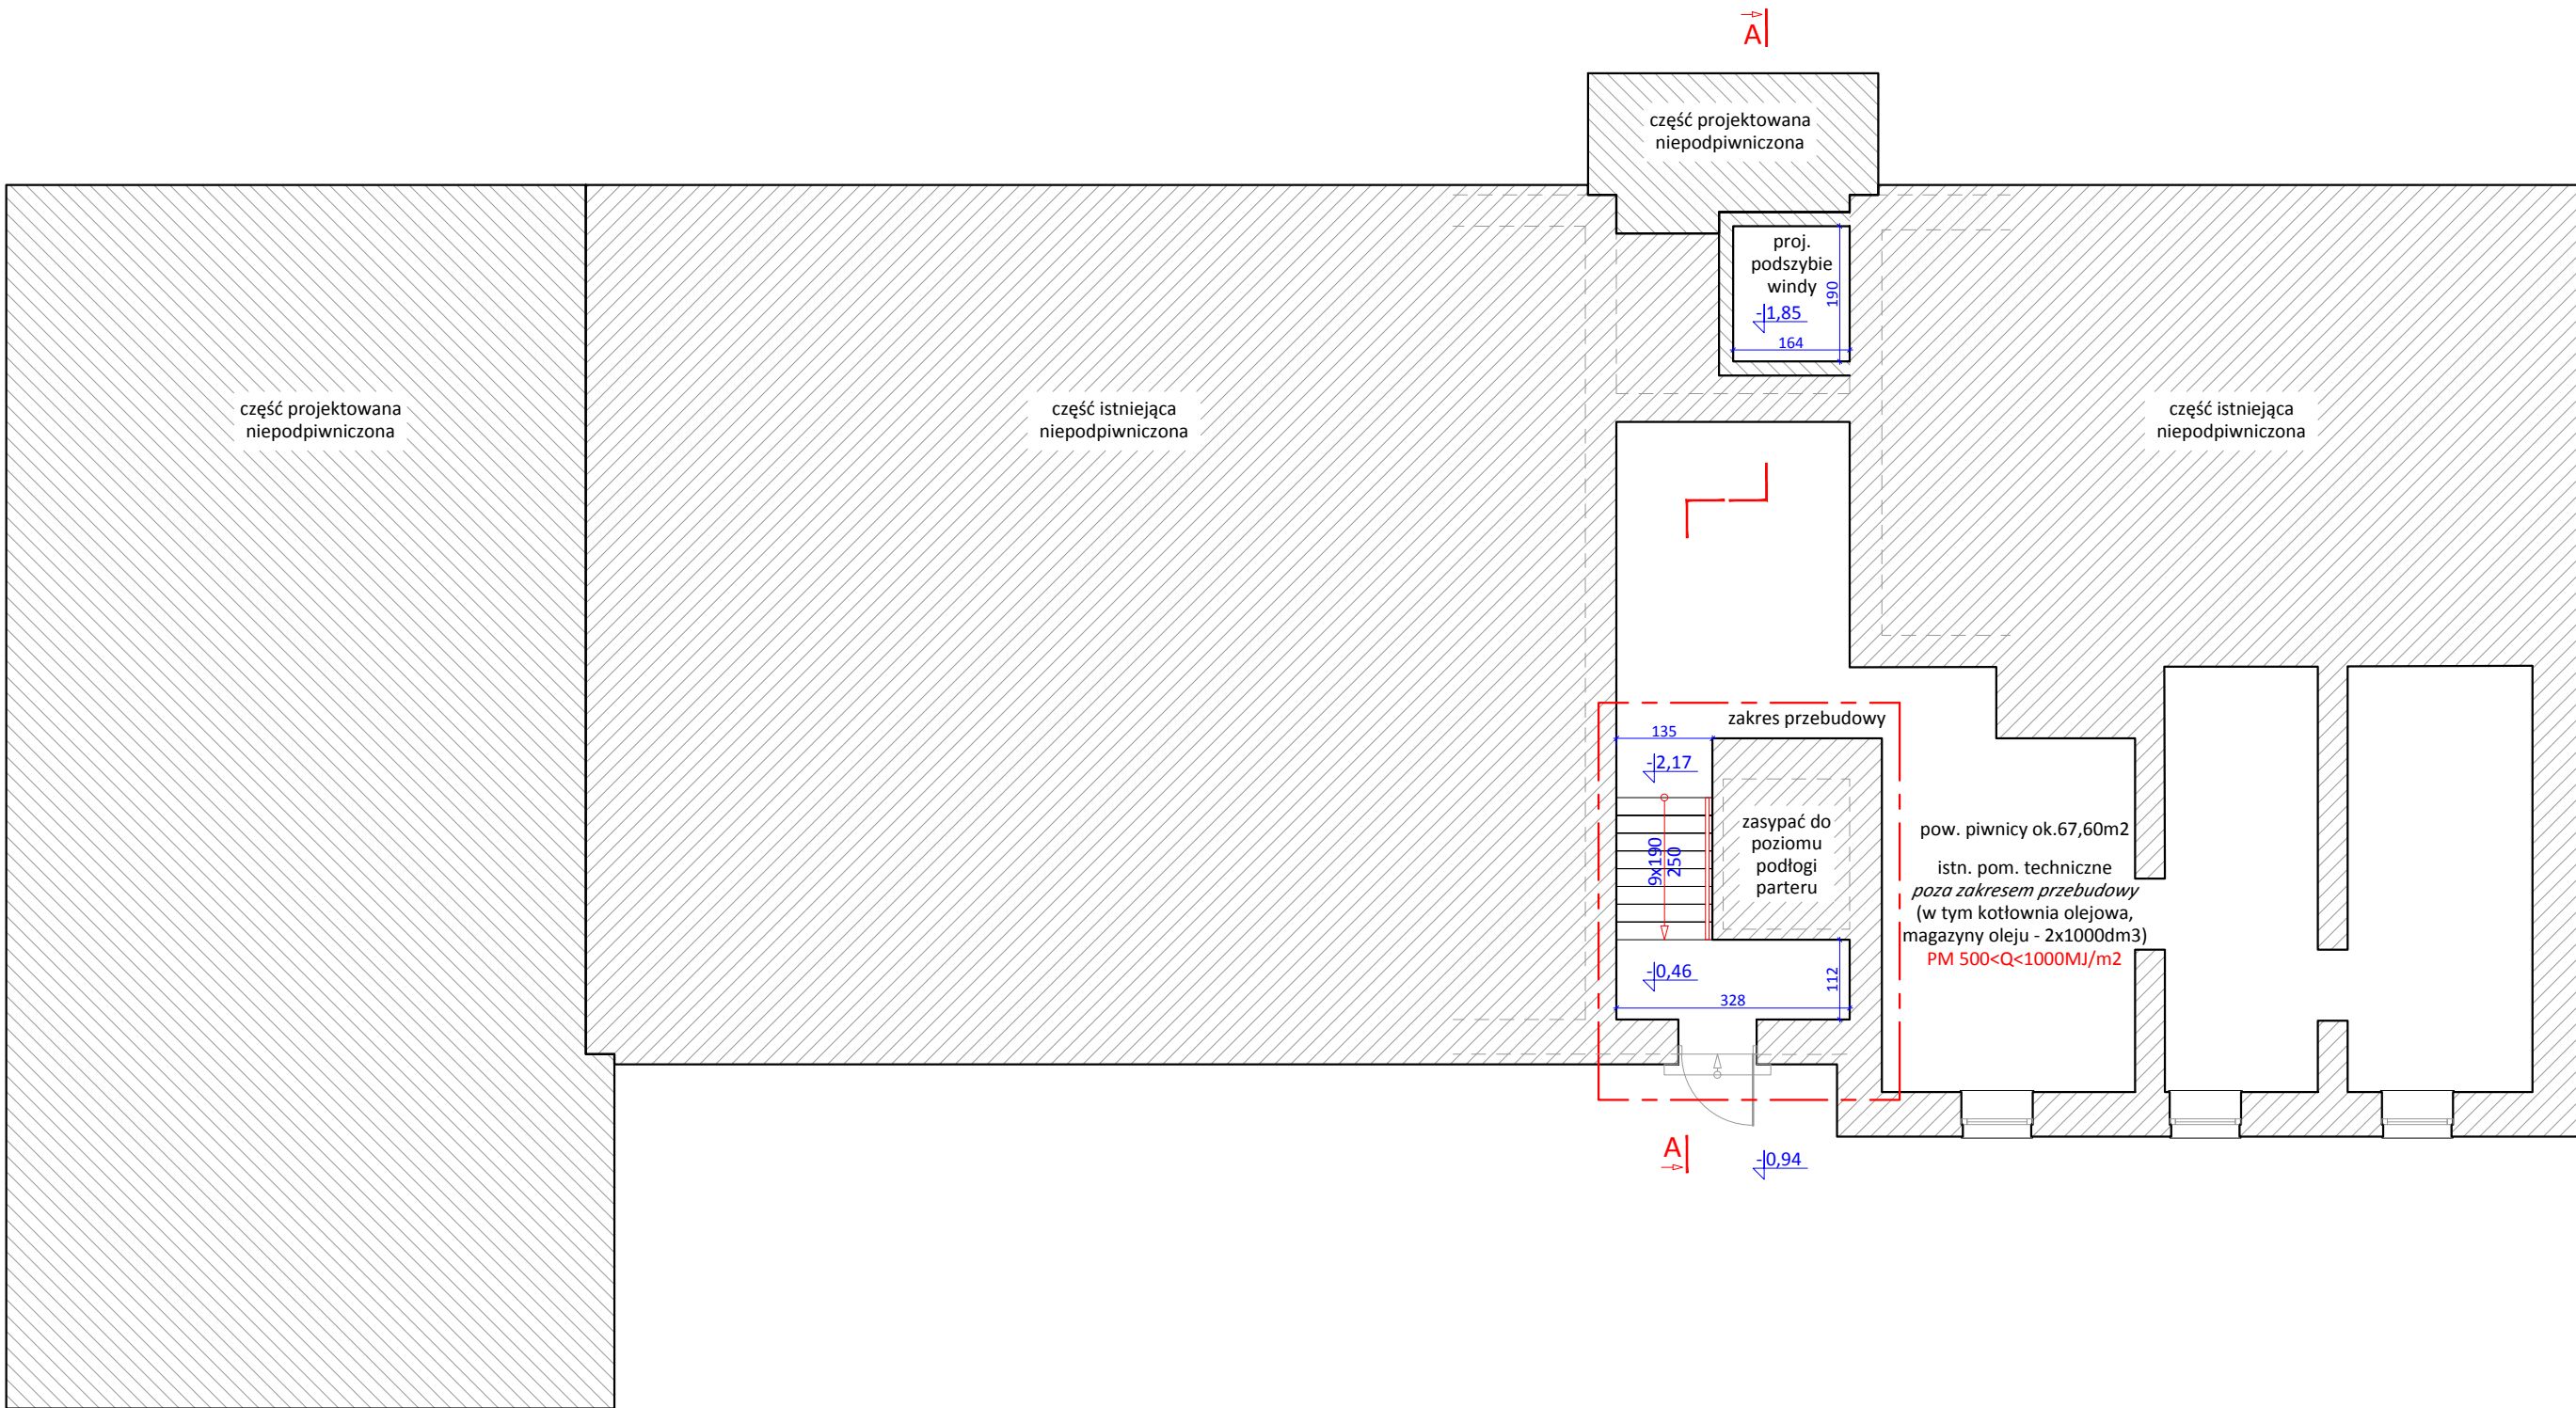 A
część projektowana
niepodpiwniczona
proj.
podszybie
windy
190
-1,85
164
część projektowana
niepodpiwniczona
część istniejąca
niepodpiwniczona
część istniejąca
niepodpiwniczona
zakres przebudowy
135
-2,17
9x190
250
zasypać do
poziomu
podłogi
parteru
pow. piwnicy ok.67,60m2
istn. pom. techniczne
poza zakresem przebudowy
(w tym kotłownia olejowa,
magazyny oleju - 2x1000dm3)
PM 500<Q<1000MJ/m2
-0,46
112
328
A
-0,94